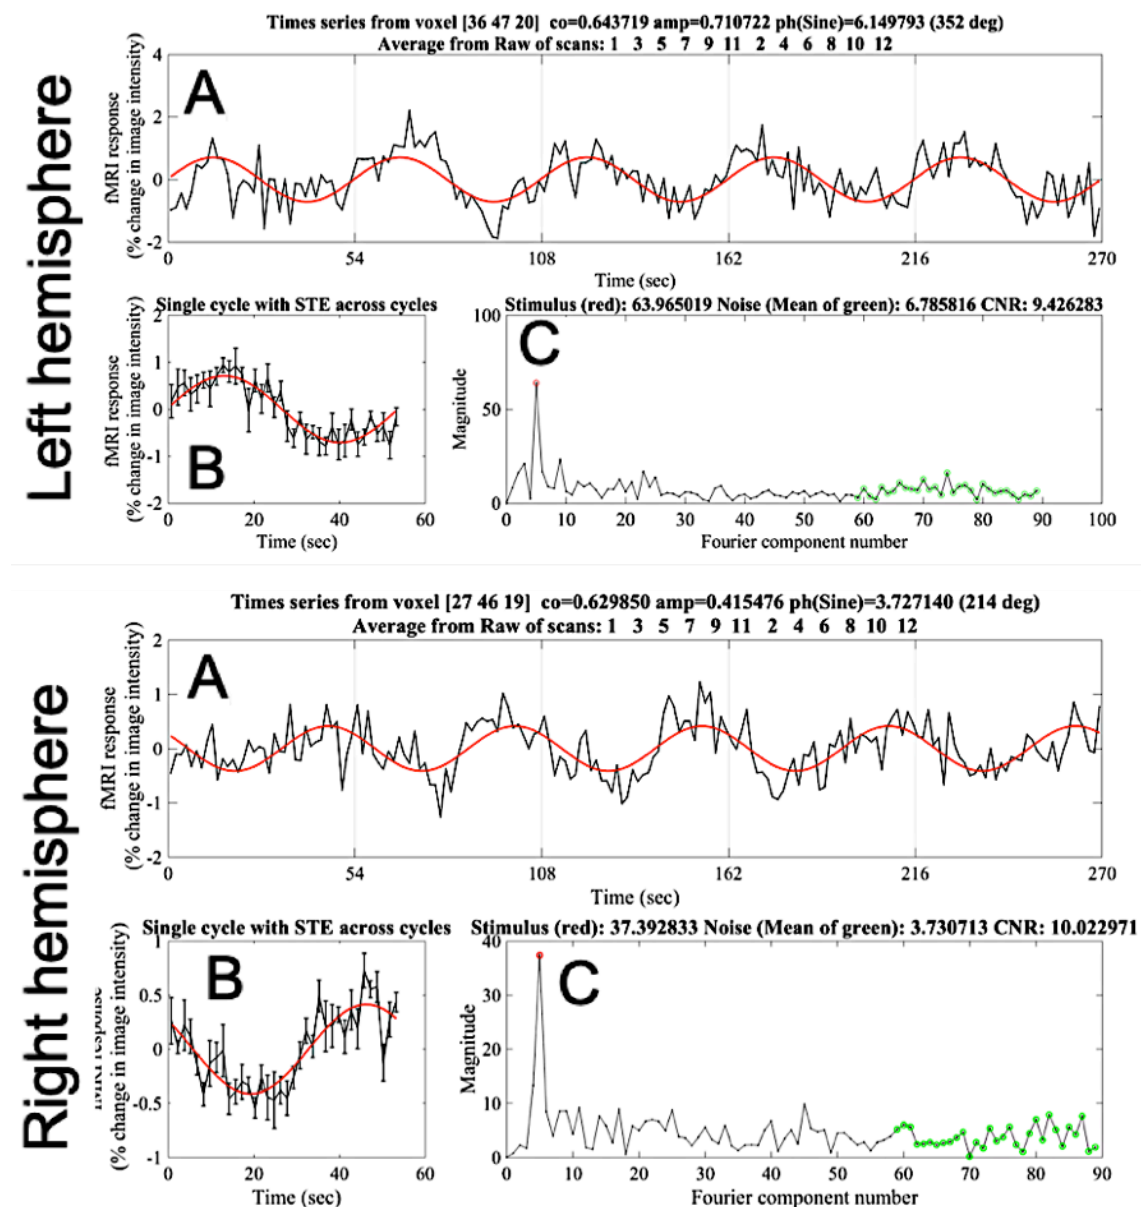 Left hemisphere
Times series from voxel [36 47 20] co=0.643719 amp=0.710722 ph(Sine)=6.149793 (352 deg)
Average from Raw of scans: 1 3 5 7 9 11 2 4 6 8 10 12
A
fMRI response
(% change in image intensity)
4
2
0
-2
0 54 108 162 216 270
Time (sec)
Single cycle with STE across cycles
B
fMRI response
(% change in image intensity)
2
1
0
-1
-2
0 20 40 60
Time (sec)
Stimulus (red): 63.965019 Noise (Mean of green): 6.785816 CNR: 9.426283
C
Magnitude
100
50
0
0 10 20 30 40 50 60 70 80 90 100
Fourier component number
Right hemisphere
Times series from voxel [27 46 19] co=0.629850 amp=0.415476 ph(Sine)=3.727140 (214 deg)
Average from Raw of scans: 1 3 5 7 9 11 2 4 6 8 10 12
A
fMRI response
(% change in image intensity)
2
1
0
-1
-2
0 54 108 162 216 270
Time (sec)
Single cycle with STE across cycles
B
fMRI response
(% change in image intensity)
1
0.5
0
-0.5
-1
0 20 40 60
Time (sec)
Stimulus (red): 37.392833 Noise (Mean of green): 3.730713 CNR: 10.022971
C
Magnitude
40
30
20
10
0
0 10 20 30 40 50 60 70 80 89
Fourier component number